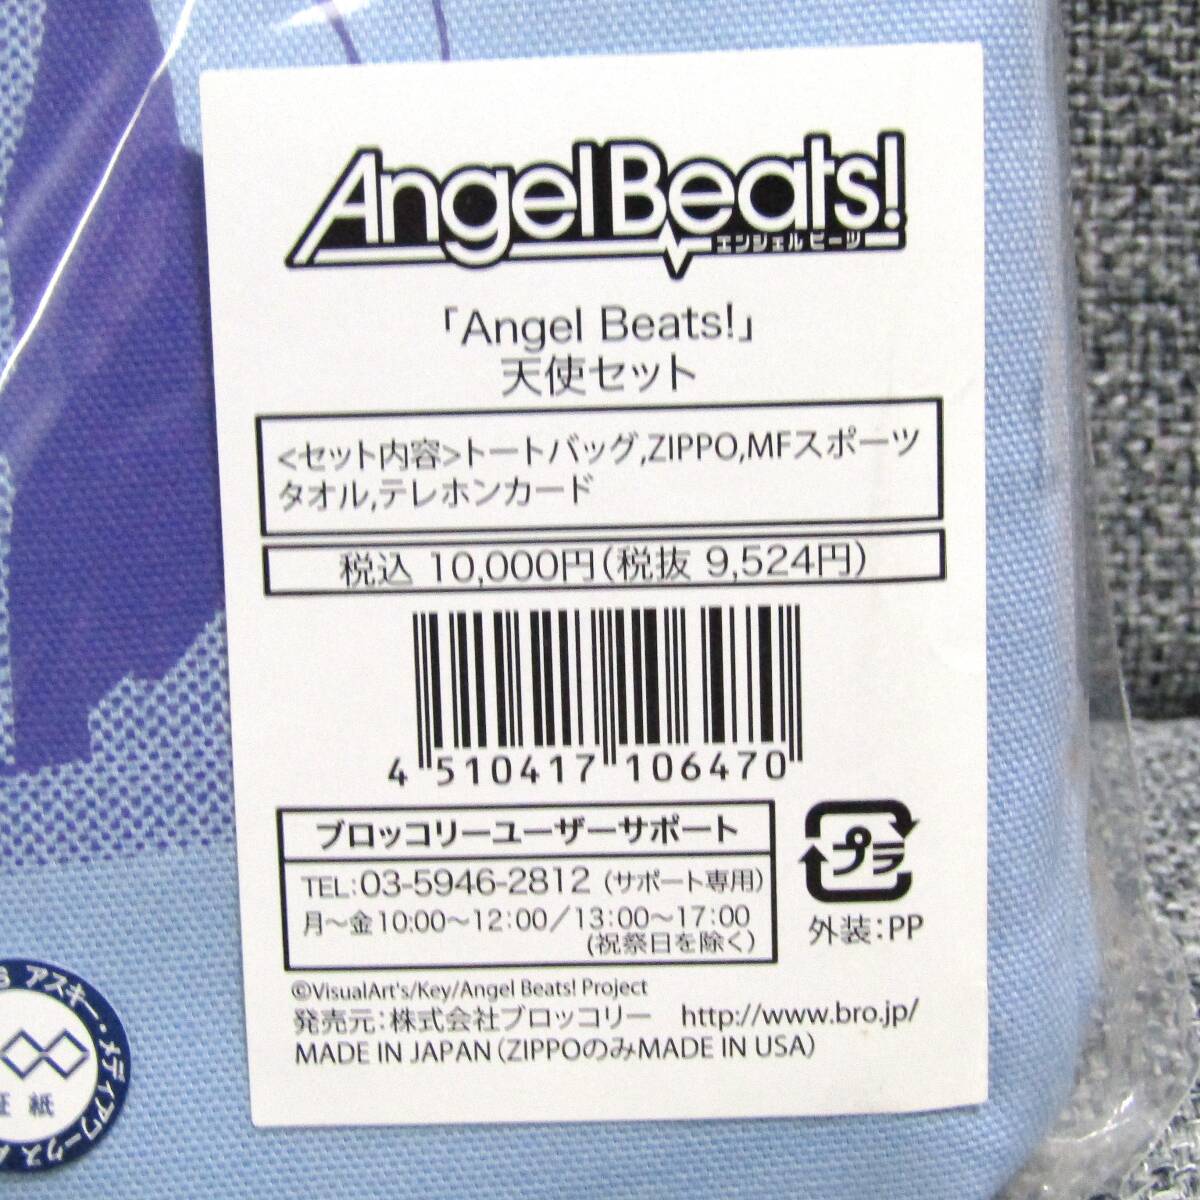 Angel Beats!
エンジェルビーツ
「Angel Beats!」
天使セット
<セット内容>トートバッグ,ZIPPO,MFスポーツ
タオル,テレホンカード
税込 10,000円(税抜 9,524円)
4 510417 106470
ブロッコリーユーザーサポート
TEL:03-5946-2812 (サポート専用)
月～金10:00～12:00/13:00～17:00
(祝祭日を除く)
プラ
外装:PP
©VisualArt's/Key/Angel Beats! Project
発売元:株式会社ブロッコリー http://www.bro.jp/
MADE IN JAPAN(ZIPPOのみMADE IN USA)
アスキー・メディアワークス
証紙